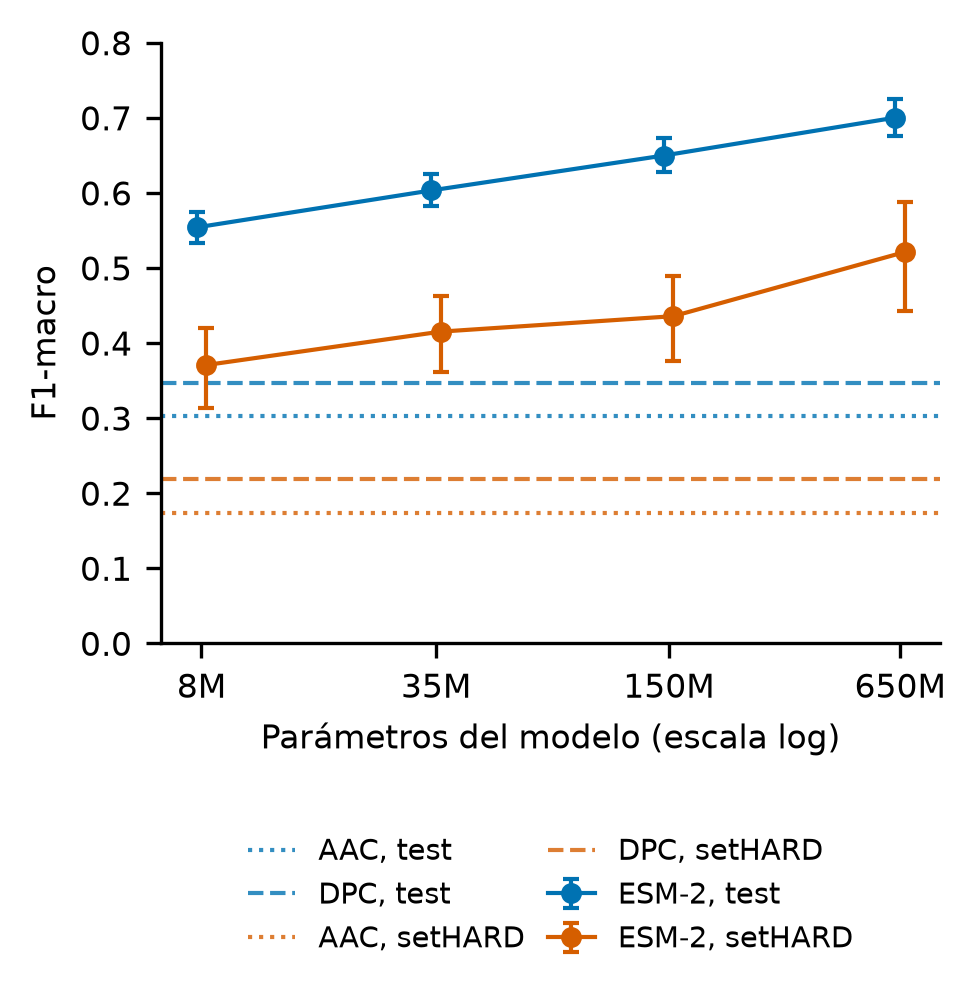 0.8
0.7
0.6
0.5
0.4
0.3
0.2
0.1
0.0
F1-macro
8M 35M 150M 650M
Parámetros del modelo (escala log)
AAC, test
DPC, test
AAC, setHARD
DPC, setHARD
ESM-2, test
ESM-2, setHARD